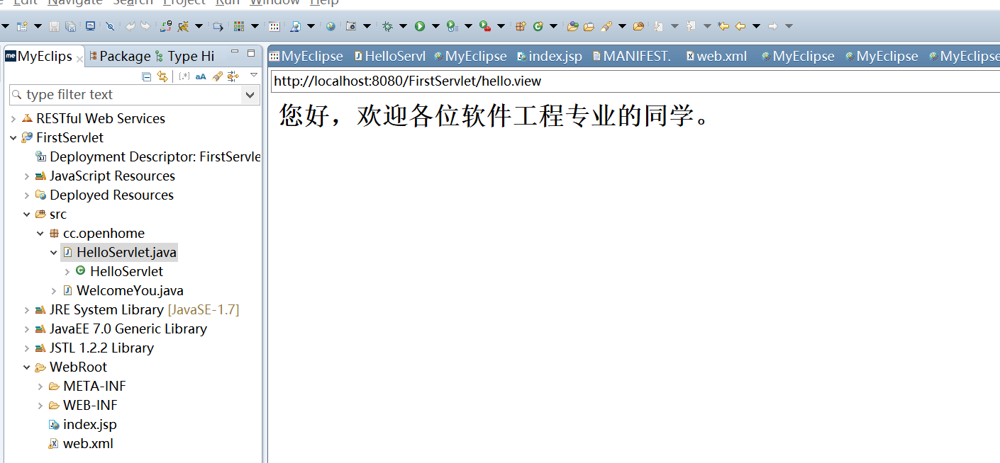 Edit Navigate Search Project Run Window Help
MyEclips Package Type Hi
type filter text
RESTful Web Services
FirstServlet
Deployment Descriptor: FirstServle
JavaScript Resources
Deployed Resources
src
cc.openhome
HelloServlet.java
HelloServlet
WelcomeYou.java
JRE System Library [JavaSE-1.7]
JavaEE 7.0 Generic Library
JSTL 1.2.2 Library
WebRoot
META-INF
WEB-INF
index.jsp
web.xml
MyEclipse HelloServl MyEclipse index.jsp MANIFEST. web.xml MyEclipse MyEclipse MyEclipse
http://localhost:8080/FirstServlet/hello.view
您好，欢迎各位软件工程专业的同学。